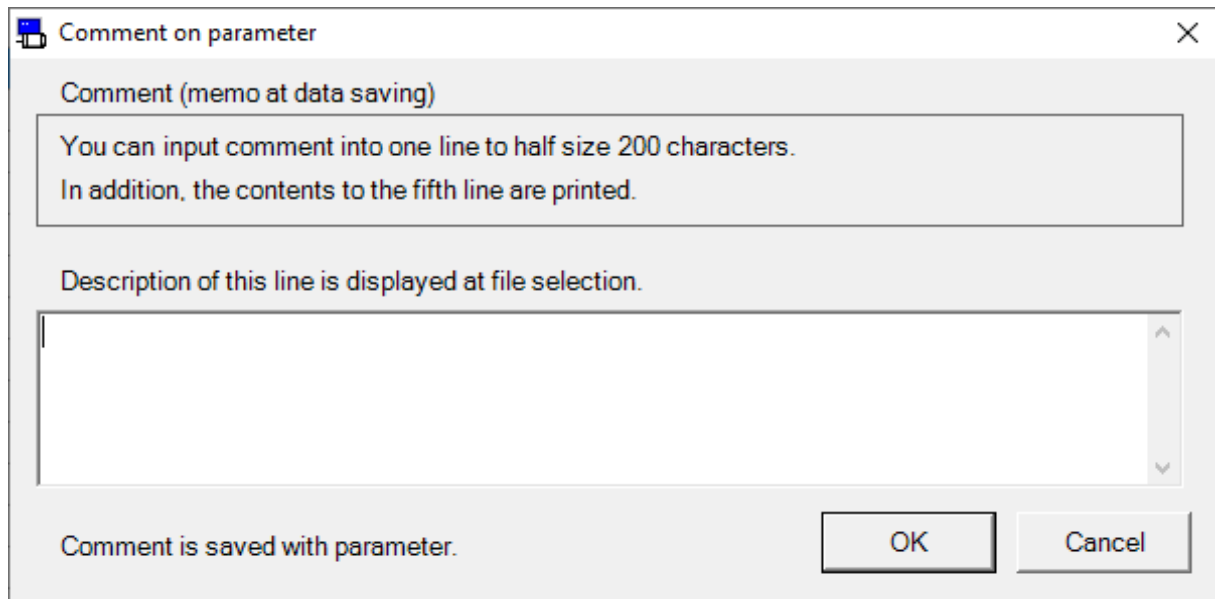 Comment on parameter
Comment (memo at data saving)
You can input comment into one line to half size 200 characters.
In addition, the contents to the fifth line are printed.
Description of this line is displayed at file selection.
Comment is saved with parameter.
OK
Cancel